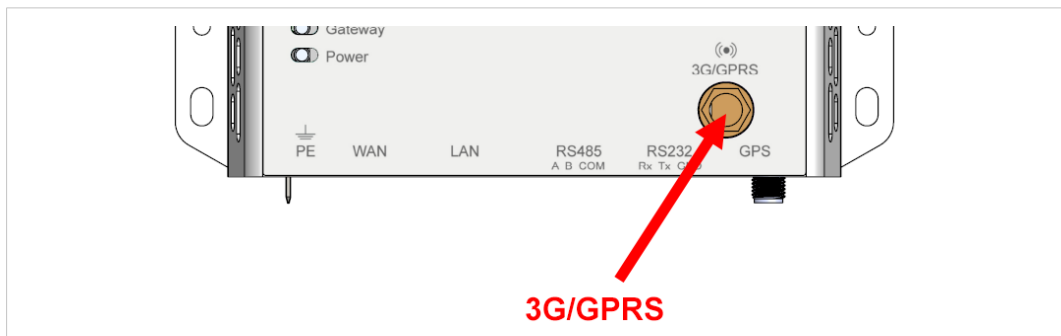 Gateway
Power
((•))
3G/GPRS
PE WAN LAN RS485 RS232 GPS
A B COM Rx Tx
3G/GPRS